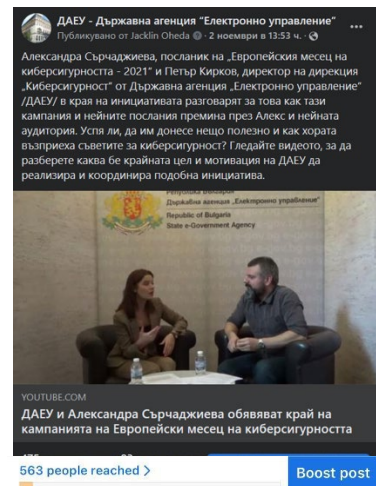 ДАЕУ - Държавна агенция "Електронно управление"
Публикувано от Jacklin Oheda
· 2 ноември в 13:53 ч. ·
Александра Сърчаджиева, посланик на „Европейския месец на
киберсигурността - 2021" и Петър Кирков, директор на дирекция
„Киберсигурност" от Държавна агенция „Електронно управление"
/ДАЕУ/ в края на инициативата разговарят за това как тази
кампания и нейните послания премина през Алекс и нейната
аудитория. Успя ли, да им донесе нещо полезно и как хората
възприеха съветите за киберсигурност? Гледайте видеото, за да
разберете каква бе крайната цел и мотивация на ДАЕУ да
реализира и координира подобна инициатива.
Република България
Държавна агенция „Електронно управление"
Republic of Bulgaria
State e-Government Agency
YOUTUBE.COM
ДАЕУ и Александра Сърчаджиева обявяват край на
кампанията на Европейски месец на киберсигурността
563 people reached >
Boost post